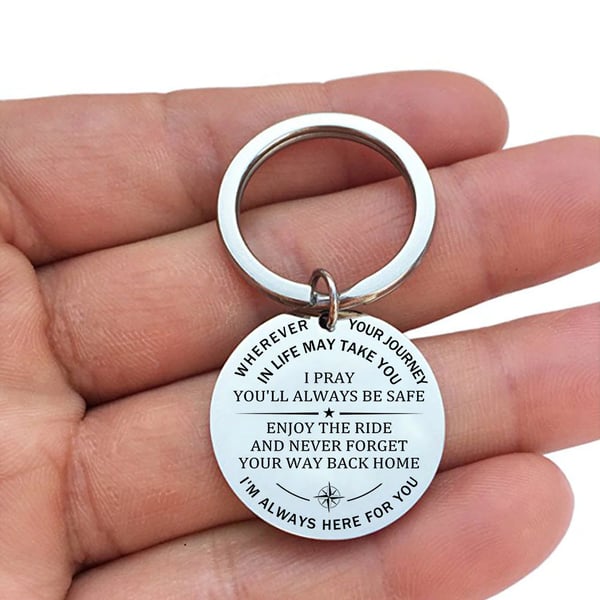 WHEREVER YOUR JOURNEY
IN LIFE MAY TAKE YOU
I PRAY
YOU'LL ALWAYS BE SAFE
ENJOY THE RIDE
AND NEVER FORGET
YOUR WAY BACK HOME
I'M ALWAYS HERE FOR YOU